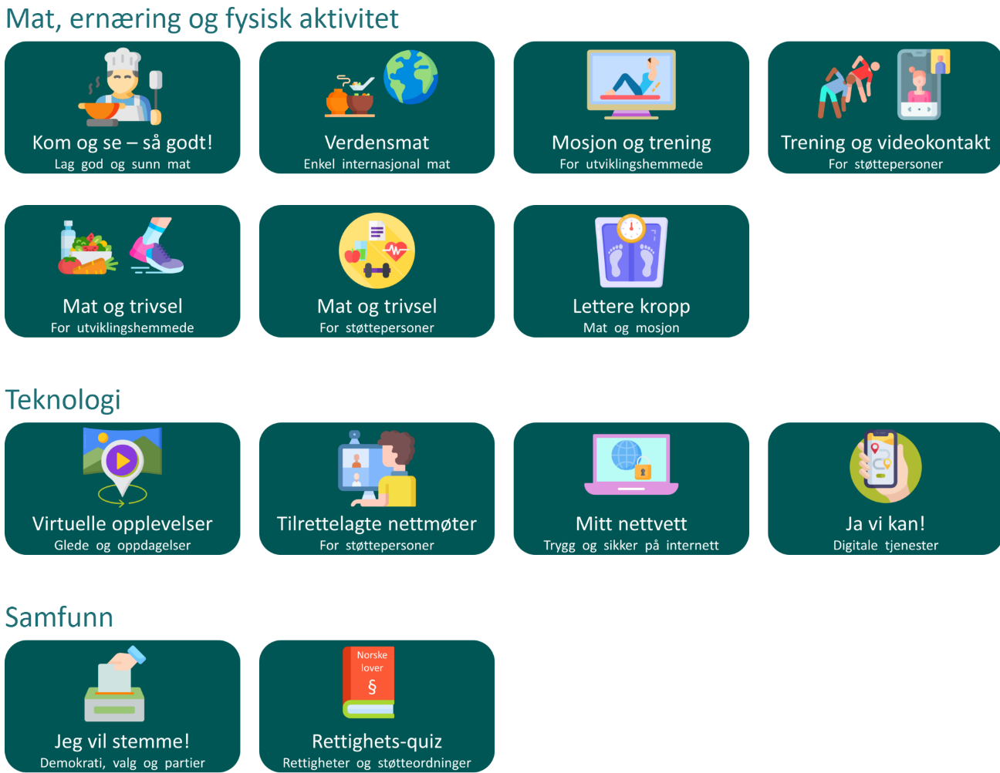 Mat, ernæring og fysisk aktivitet
Kom og se – så godt!
Lag god og sunn mat
Verdensmat
Enkel internasjonal mat
Mosjon og trening
For utviklingshemmede
Trening og videokontakt
For støttepersoner
Mat og trivsel
For utviklingshemmede
Mat og trivsel
For støttepersoner
Lettere kropp
Mat og mosjon
Teknologi
Virtuelle opplevelser
Glede og oppdagelser
Tilrettelagte nettmøter
For støttepersoner
Mitt nettvett
Trygg og sikker på internett
Ja vi kan!
Digitale tjenester
Samfunn
Jeg vil stemme!
Demokrati, valg og partier
Norske
lover
§
Rettighets-quiz
Rettigheter og støtteordninger